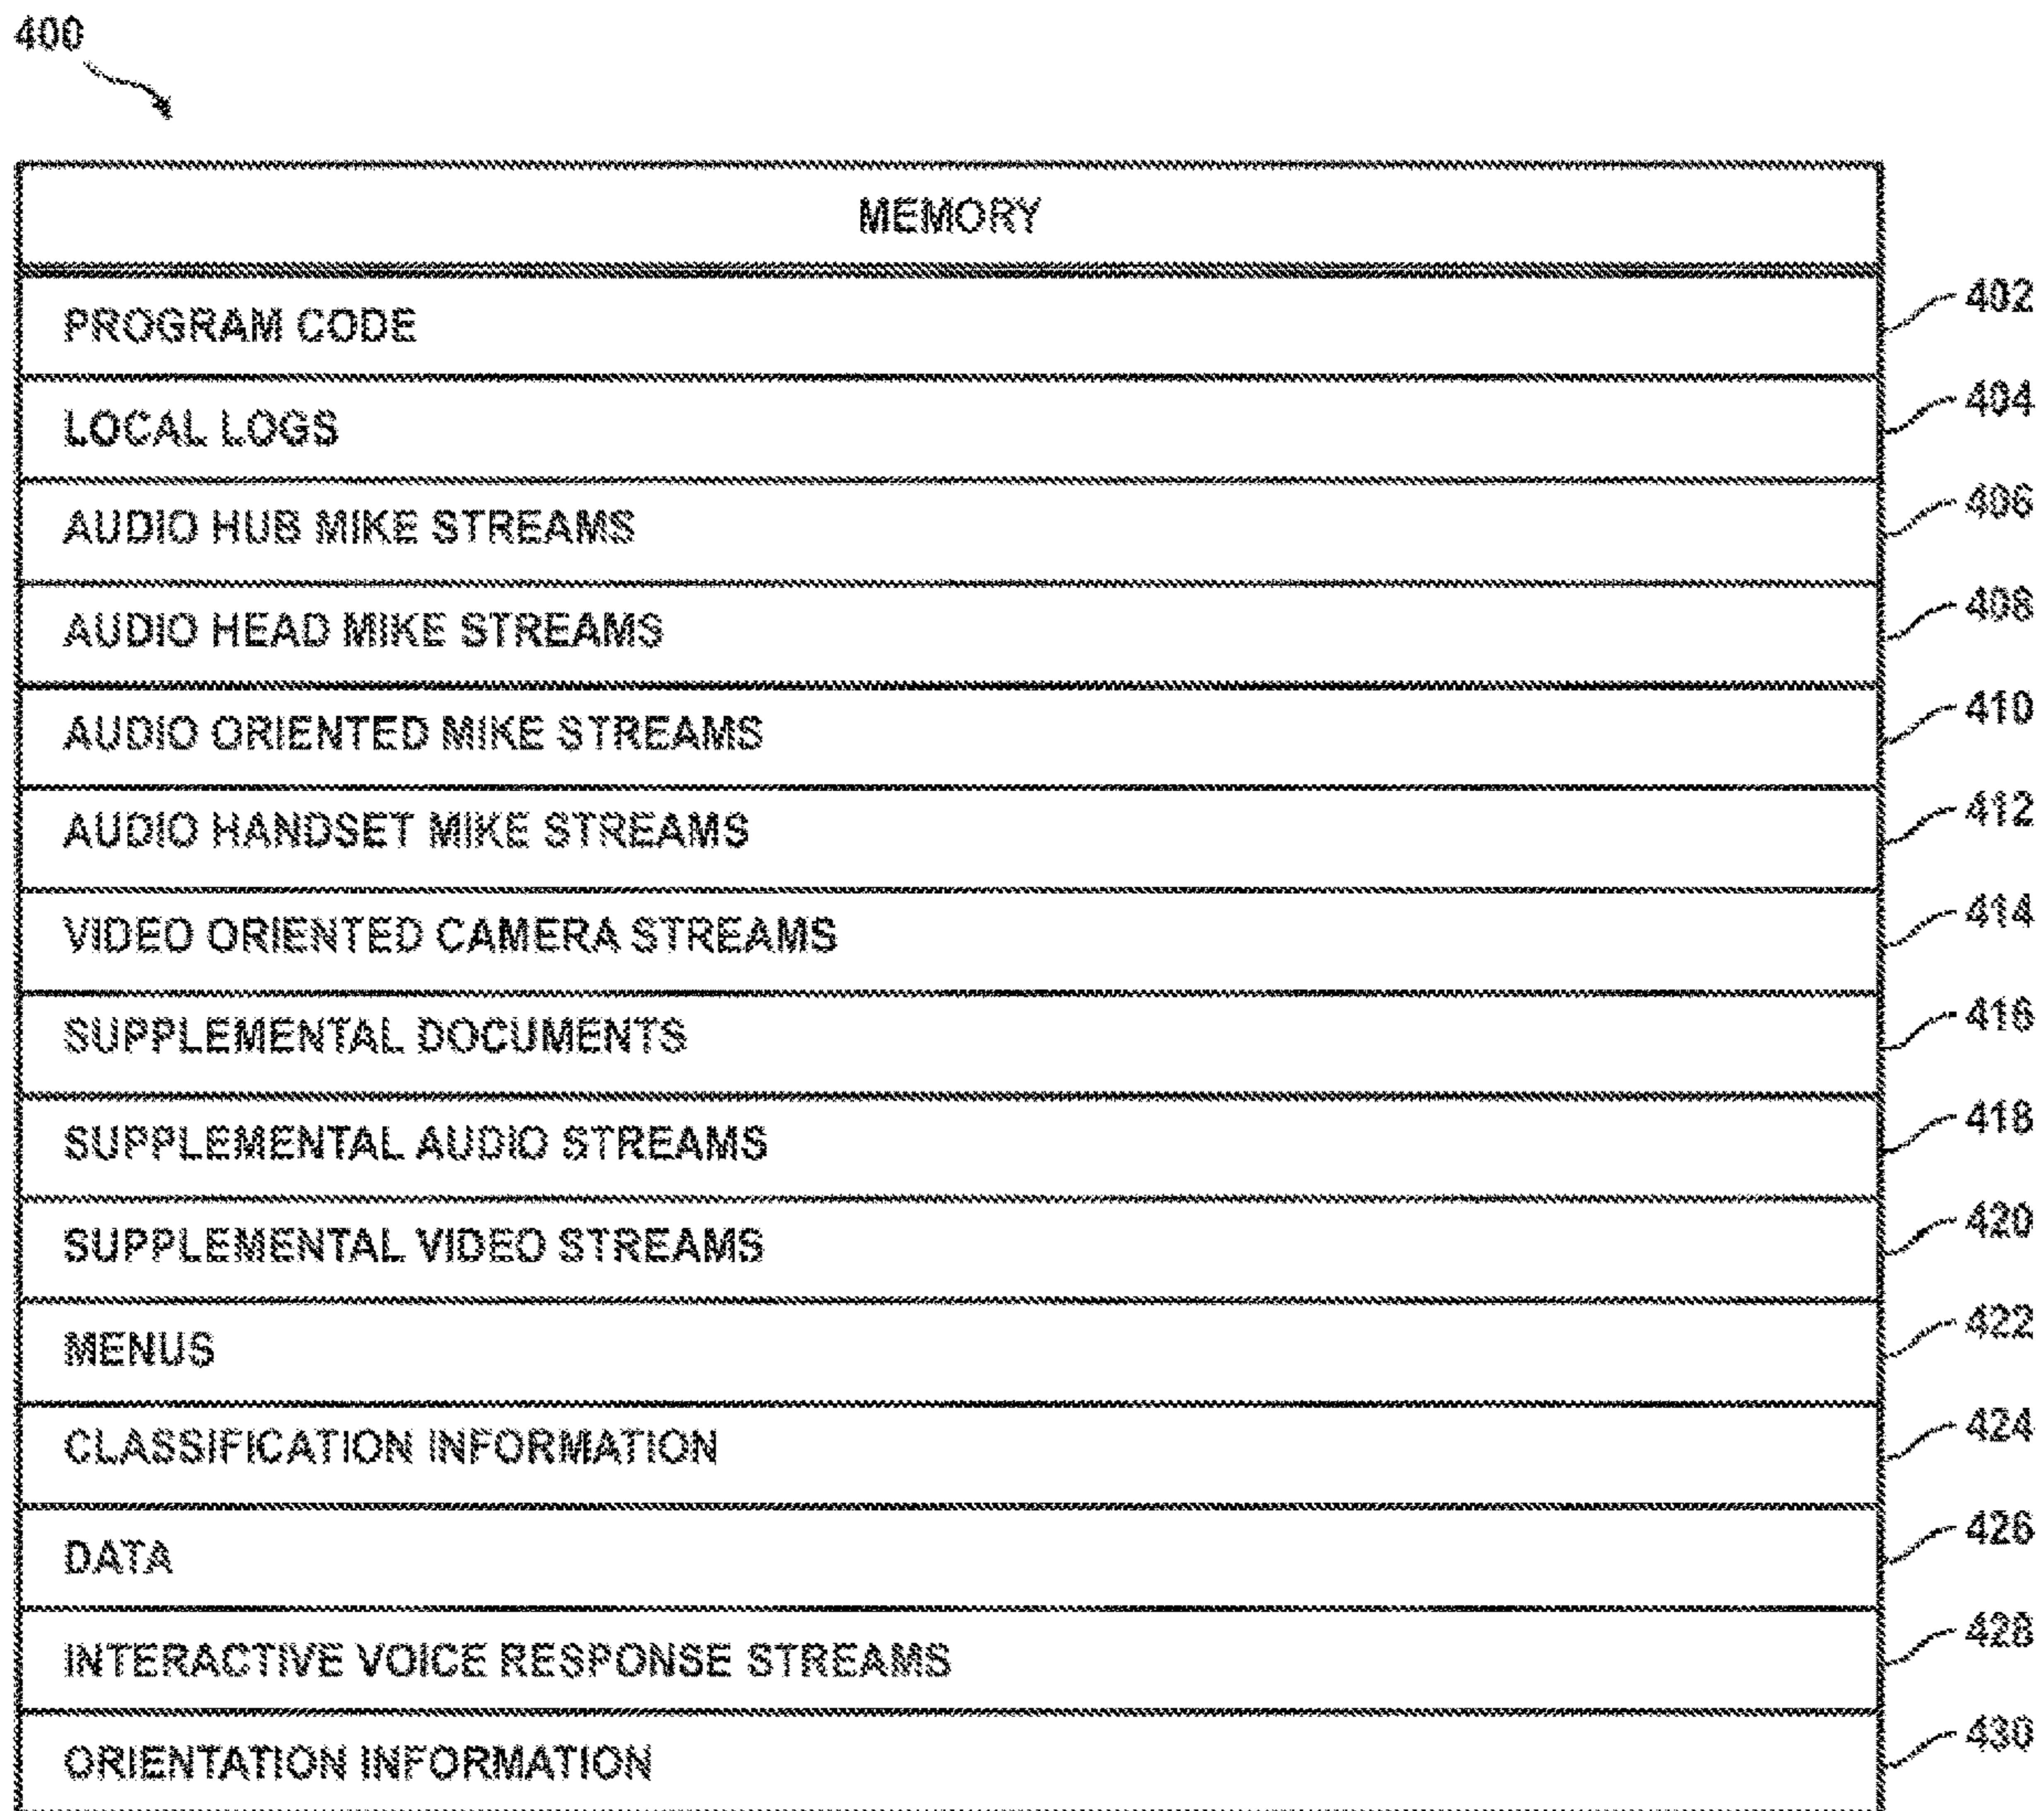 400
MEMORY
PROGRAM CODE
402
LOCAL LOGS
404
AUDIO HUB MIKE STREAMS
406
AUDIO HEAD MIKE STREAMS
408
AUDIO ORIENTED MIKE STREAMS
410
AUDIO HANDSET MIKE STREAMS
412
VIDEO ORIENTED CAMERA STREAMS
414
SUPPLEMENTAL DOCUMENTS
416
SUPPLEMENTAL AUDIO STREAMS
418
SUPPLEMENTAL VIDEO STREAMS
420
MENUS
422
CLASSIFICATION INFORMATION
424
DATA
426
INTERACTIVE VOICE RESPONSE STREAMS
428
ORIENTATION INFORMATION
430